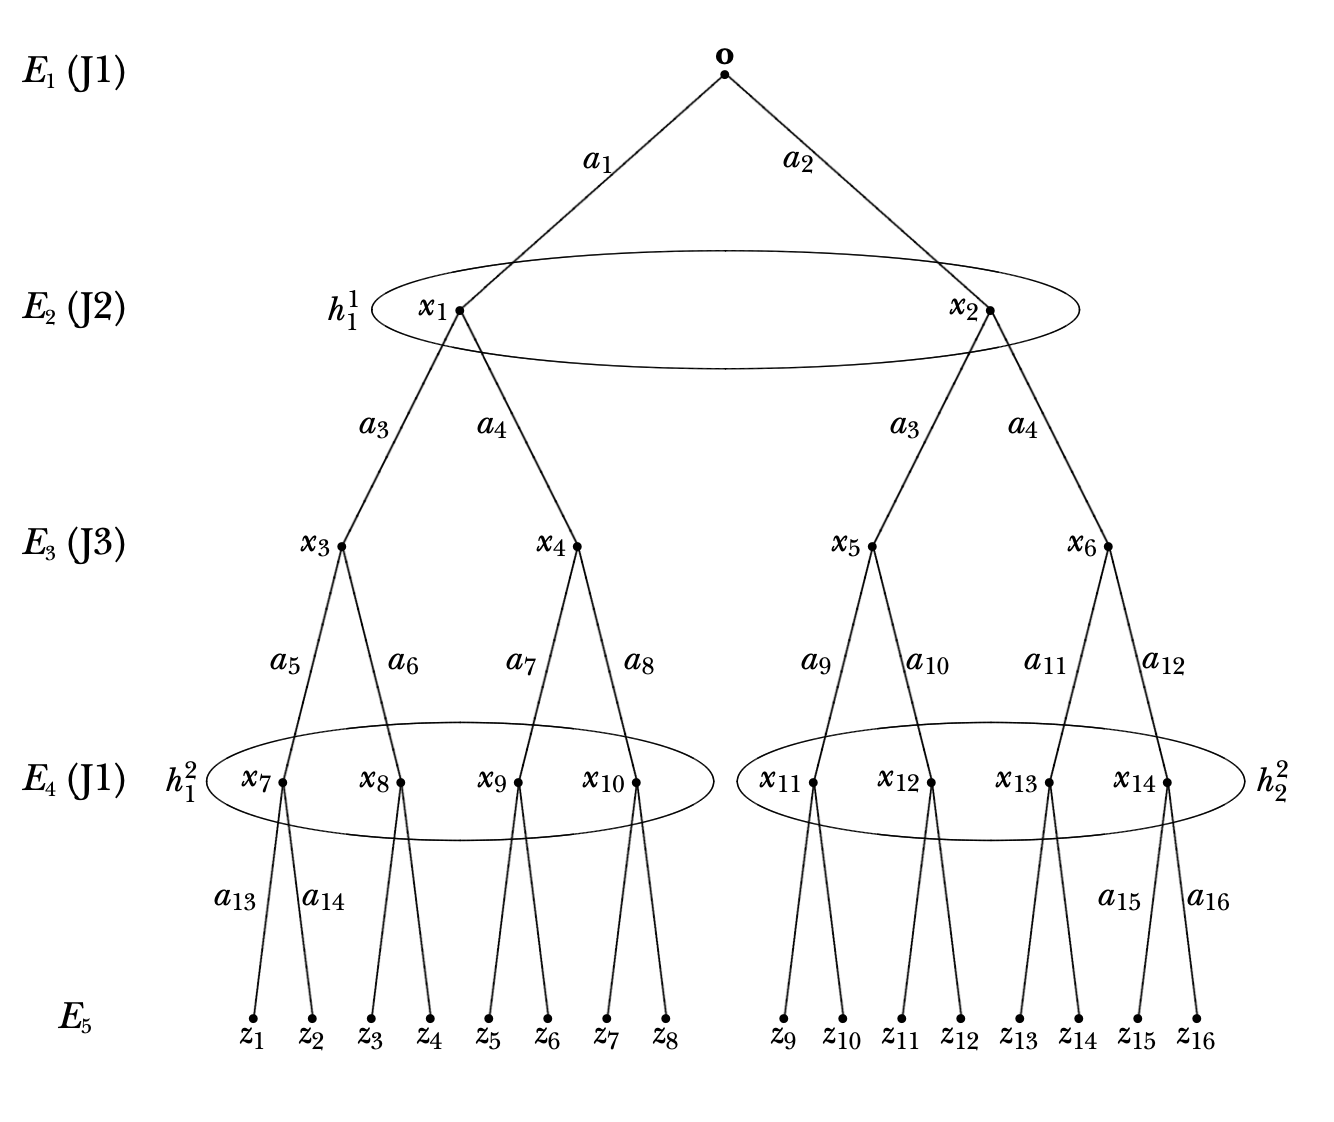 o
E₁ (J1)
a₁ a₂
E₂ (J2) h₁¹ x₁ x₂
a₃ a₄ a₃ a₄
E₃ (J3) x₃ x₄ x₅ x₆
a₅ a₆ a₇ a₈ a₉ a₁₀ a₁₁ a₁₂
E₄ (J1) h₁² x₇ x₈ x₉ x₁₀ x₁₁ x₁₂ x₁₃ x₁₄ h₂²
a₁₃ a₁₄ a₁₅ a₁₆
E₅
z₁ z₂ z₃ z₄ z₅ z₆ z₇ z₈ z₉ z₁₀ z₁₁ z₁₂ z₁₃ z₁₄ z₁₅ z₁₆